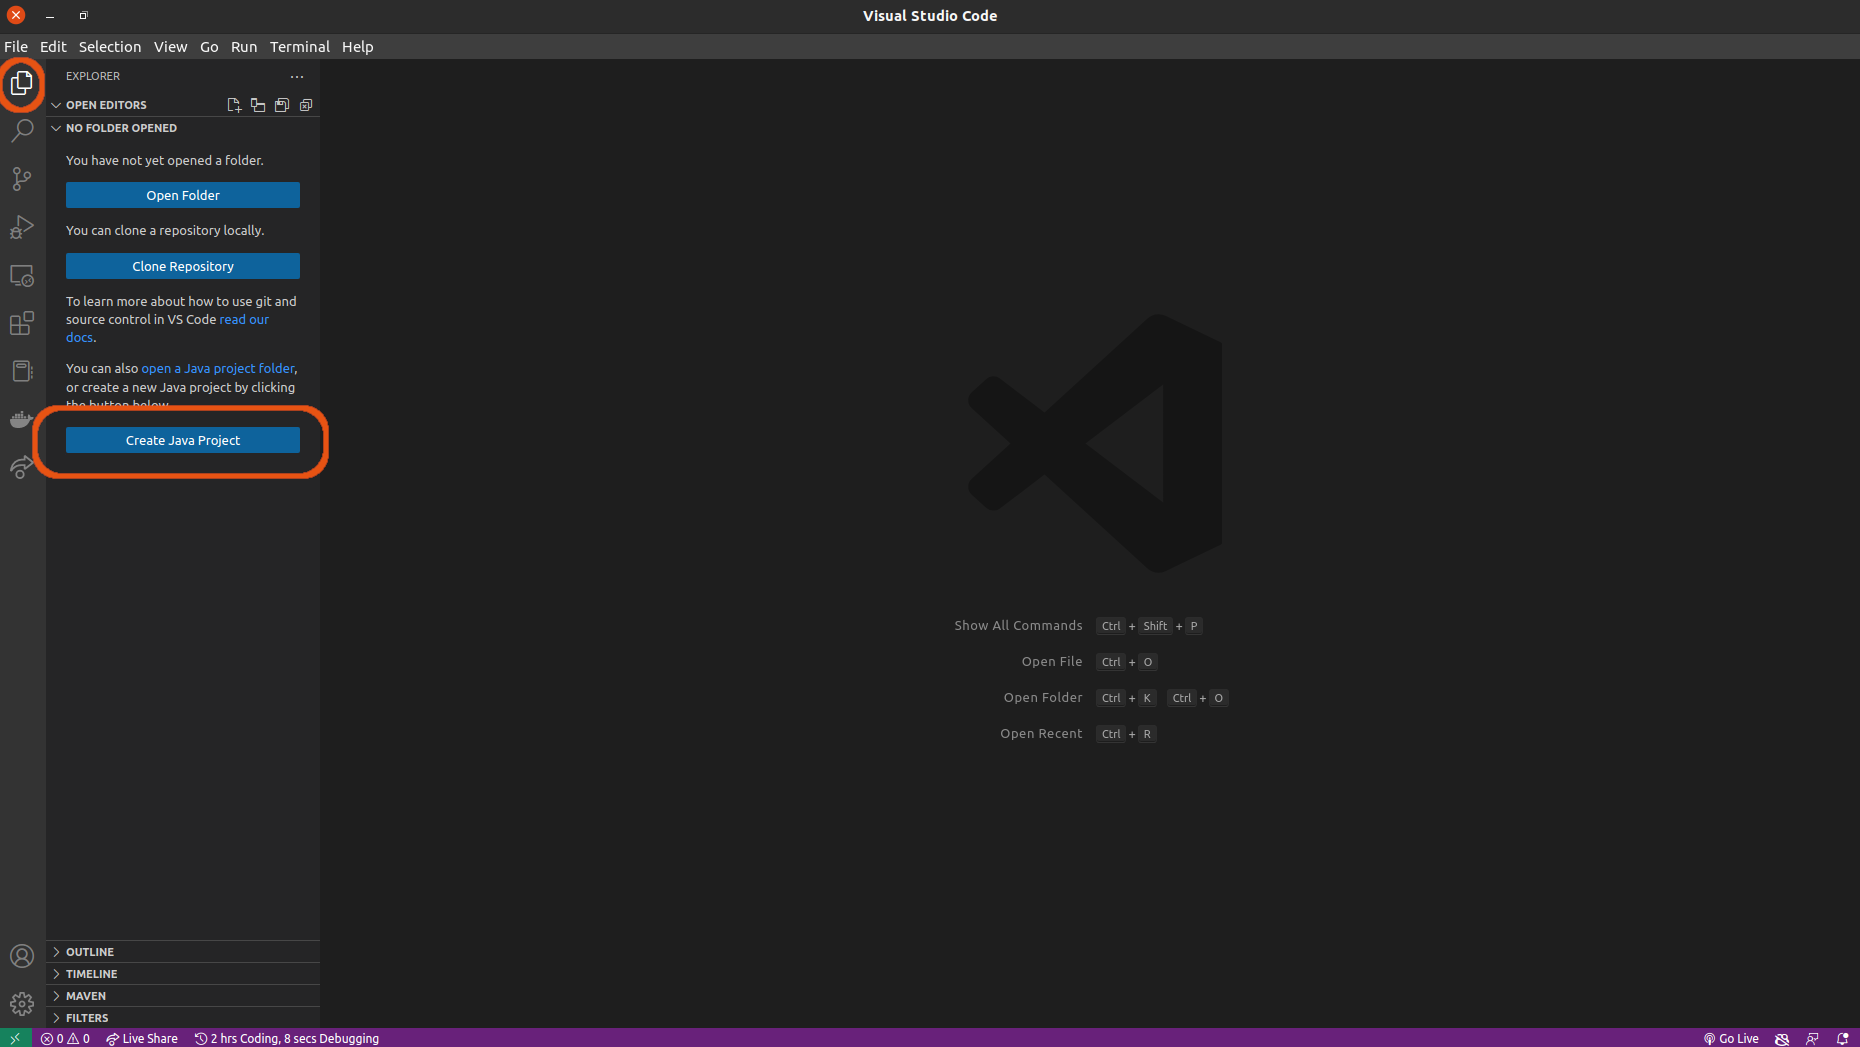 Visual Studio Code
File Edit Selection View Go Run Terminal Help
EXPLORER
OPEN EDITORS
NO FOLDER OPENED
You have not yet opened a folder.
Open Folder
You can clone a repository locally.
Clone Repository
To learn more about how to use git and
source control in VS Code read our
docs.
You can also open a Java project folder,
or create a new Java project by clicking
the button below.
Create Java Project
Show All Commands Ctrl + Shift + P
Open File Ctrl + O
Open Folder Ctrl + K Ctrl + O
Open Recent Ctrl + R
OUTLINE
TIMELINE
MAVEN
FILTERS
0 0 Live Share 2 hrs Coding, 8 secs Debugging Go Live